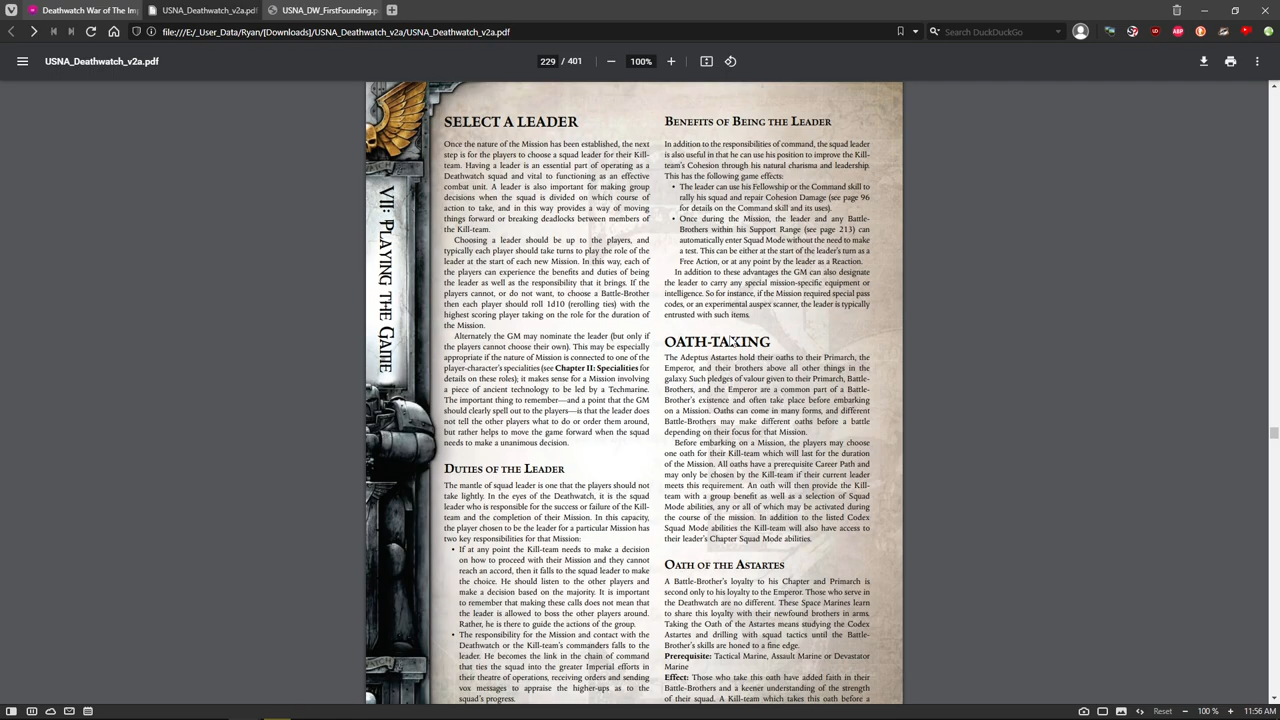 Deathwatch War of The Im
USNA_Deathwatch_v2a.pdf
USNA_DW_FirstFounding.p
file:///E:/_User_Data/Ryan/[Downloads]/USNA_Deathwatch_v2a/USNA_Deathwatch_v2a.pdf
Search DuckDuckGo
USNA_Deathwatch_v2a.pdf
229 / 401
100%
VII: PLAYING THE GAME
SELECT A LEADER
Once the nature of the Mission has been established, the next
step is for the players to choose a squad leader for their Kill-
team. Having a leader is an essential part of operating as a
Deathwatch squad and vital to functioning as an effective
combat unit. A leader is also important for making group
decisions when the squad is divided on which course of
action to take, and in this way provides a way of moving
things forward or breaking deadlocks between members of
the Kill-team.
Choosing a leader should be up to the players, and
typically each player should take turns to play the role of the
leader at the start of each new Mission. In this way, each of
the players can experience the benefits and duties of being
the leader as well as the responsibility that it brings. If the
players cannot, or do not want, to choose a Battle-Brother
then each player should roll 1d10 (rerolling ties) with the
highest scoring player taking on the role for the duration of
the Mission.
Alternately the GM may nominate the leader (but only if
the players cannot choose their own). This may be especially
appropriate if the nature of Mission is connected to one of the
player-character's specialities (see Chapter II: Specialities for
details on these roles); it makes sense for a Mission involving
a piece of ancient technology to be led by a Techmarine.
The important thing to remember—and a point that the GM
should clearly spell out to the players—is that the leader does
not tell the other players what to do or order them around,
but rather helps to move the game forward when the squad
needs to make a unanimous decision.
DUTIES OF THE LEADER
The mantle of squad leader is one that the players should not
take lightly. In the eyes of the Deathwatch, it is the squad
leader who is responsible for the success or failure of the Kill-
team and the completion of their Mission. In this capacity,
the player chosen to be the leader for a particular Mission has
two key responsibilities for that Mission:
• If at any point the Kill-team needs to make a decision
on how to proceed with their Mission and they cannot
reach an accord, then it falls to the squad leader to make
the choice. He should listen to the other players and
make a decision based on the majority. It is important
to remember that making these calls does not mean that
the leader is allowed to boss the other players around.
Rather, he is there to guide the actions of the group.
• The responsibility for the Mission and contact with the
Deathwatch or the Kill-team's commanders falls to the
leader. He becomes the link in the chain of command
that ties the squad into the greater Imperial efforts in
their theatre of operations, receiving orders and sending
vox messages to appraise the higher-ups as to the
squad's progress.
BENEFITS OF BEING THE LEADER
In addition to the responsibilities of command, the squad leader
is also useful in that he can use his position to improve the Kill-
team's Cohesion through his natural charisma and leadership.
This has the following game effects:
• The leader can use his Fellowship or the Command skill to
rally his squad and repair Cohesion Damage (see page 96
for details on the Command skill and its uses).
• Once during the Mission, the leader and any Battle-
Brothers within his Support Range (see page 213) can
automatically enter Squad Mode without the need to make
a test. This can be either at the start of the leader's turn as a
Free Action, or at any point by the leader as a Reaction.
In addition to these advantages the GM can also designate
the leader to carry any special mission-specific equipment or
intelligence. So for instance, if the Mission required special pass
codes, or an experimental auspex scanner, the leader is typically
entrusted with such items.
OATH-TAKING
The Adeptus Astartes hold their oaths to their Primarch, the
Emperor, and their brothers above all other things in the
galaxy. Such pledges of valour given to their Primarch, Battle-
Brothers, and the Emperor are a common part of a Battle-
Brother's existence and often take place before embarking
on a Mission. Oaths can come in many forms, and different
Battle-Brothers may make different oaths before a battle
depending on their focus for that Mission.
Before embarking on a Mission, the players may choose
one oath for their Kill-team which will last for the duration
of the Mission. All oaths have a prerequisite Career Path and
may only be chosen by the Kill-team if their current leader
meets this requirement. An oath will then provide the Kill-
team with a group benefit as well as a selection of Squad
Mode abilities, any or all of which may be activated during
the course of the mission. In addition to the listed Codex
Squad Mode abilities the Kill-team will also have access to
their leader's Chapter Squad Mode abilities.
OATH OF THE ASTARTES
A Battle-Brother's loyalty to his Chapter and Primarch is
second only to his loyalty to the Emperor. Those who serve in
the Deathwatch are no different. These Space Marines learn
to share this loyalty with their newfound brothers in arms.
Taking the Oath of the Astartes means studying the Codex
Astartes and drilling with squad tactics until the Battle-
Brother's skills are honed to a fine edge.
Prerequisite: Tactical Marine, Assault Marine or Devastator
Marine
Effect: Those who take this oath have added faith in their
Battle-Brothers and a keener understanding of the strength
of their squad. A Kill-team which takes this oath before a
Reset
100 %
11:56 AM